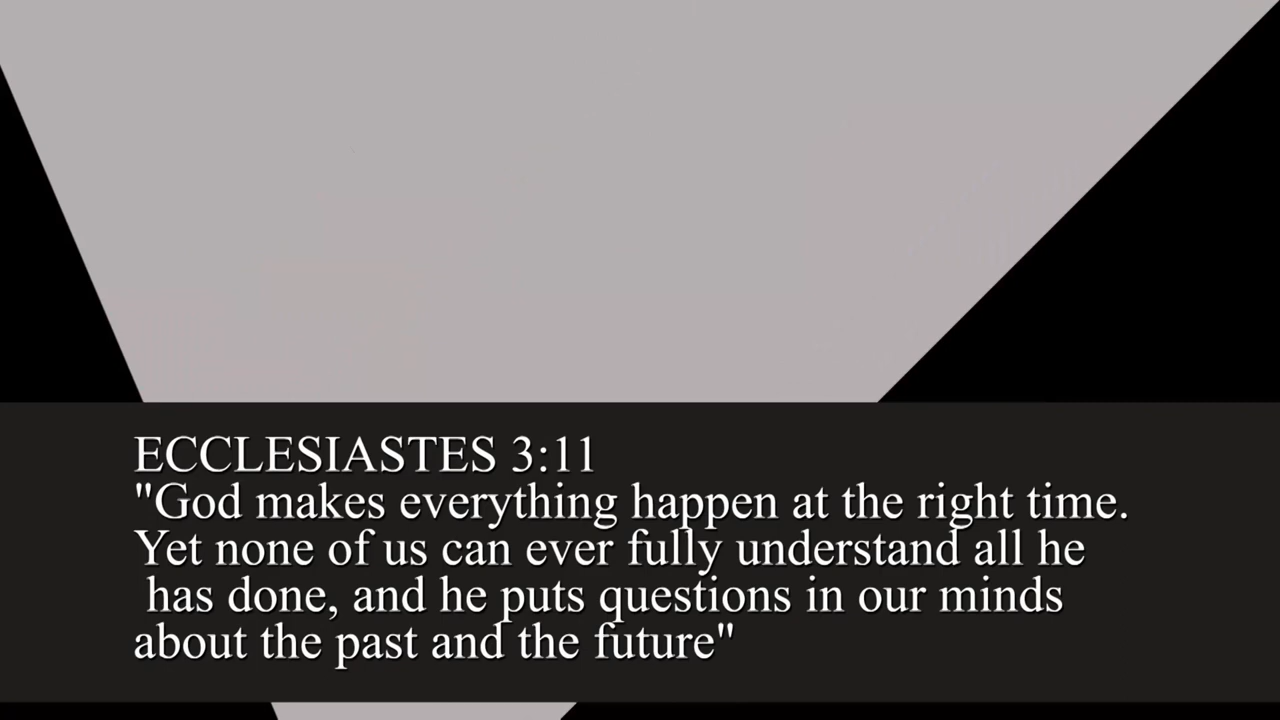 ECCLESIASTES 3:11
"God makes everything happen at the right time.
Yet none of us can ever fully understand all he
has done, and he puts questions in our minds
about the past and the future"